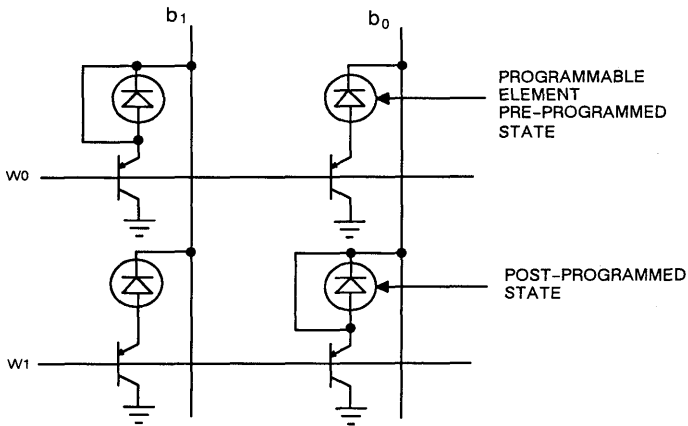 b1
b0
PROGRAMMABLE
ELEMENT
PRE-PROGRAMMED
STATE
W0
POST-PROGRAMMED
STATE
W1